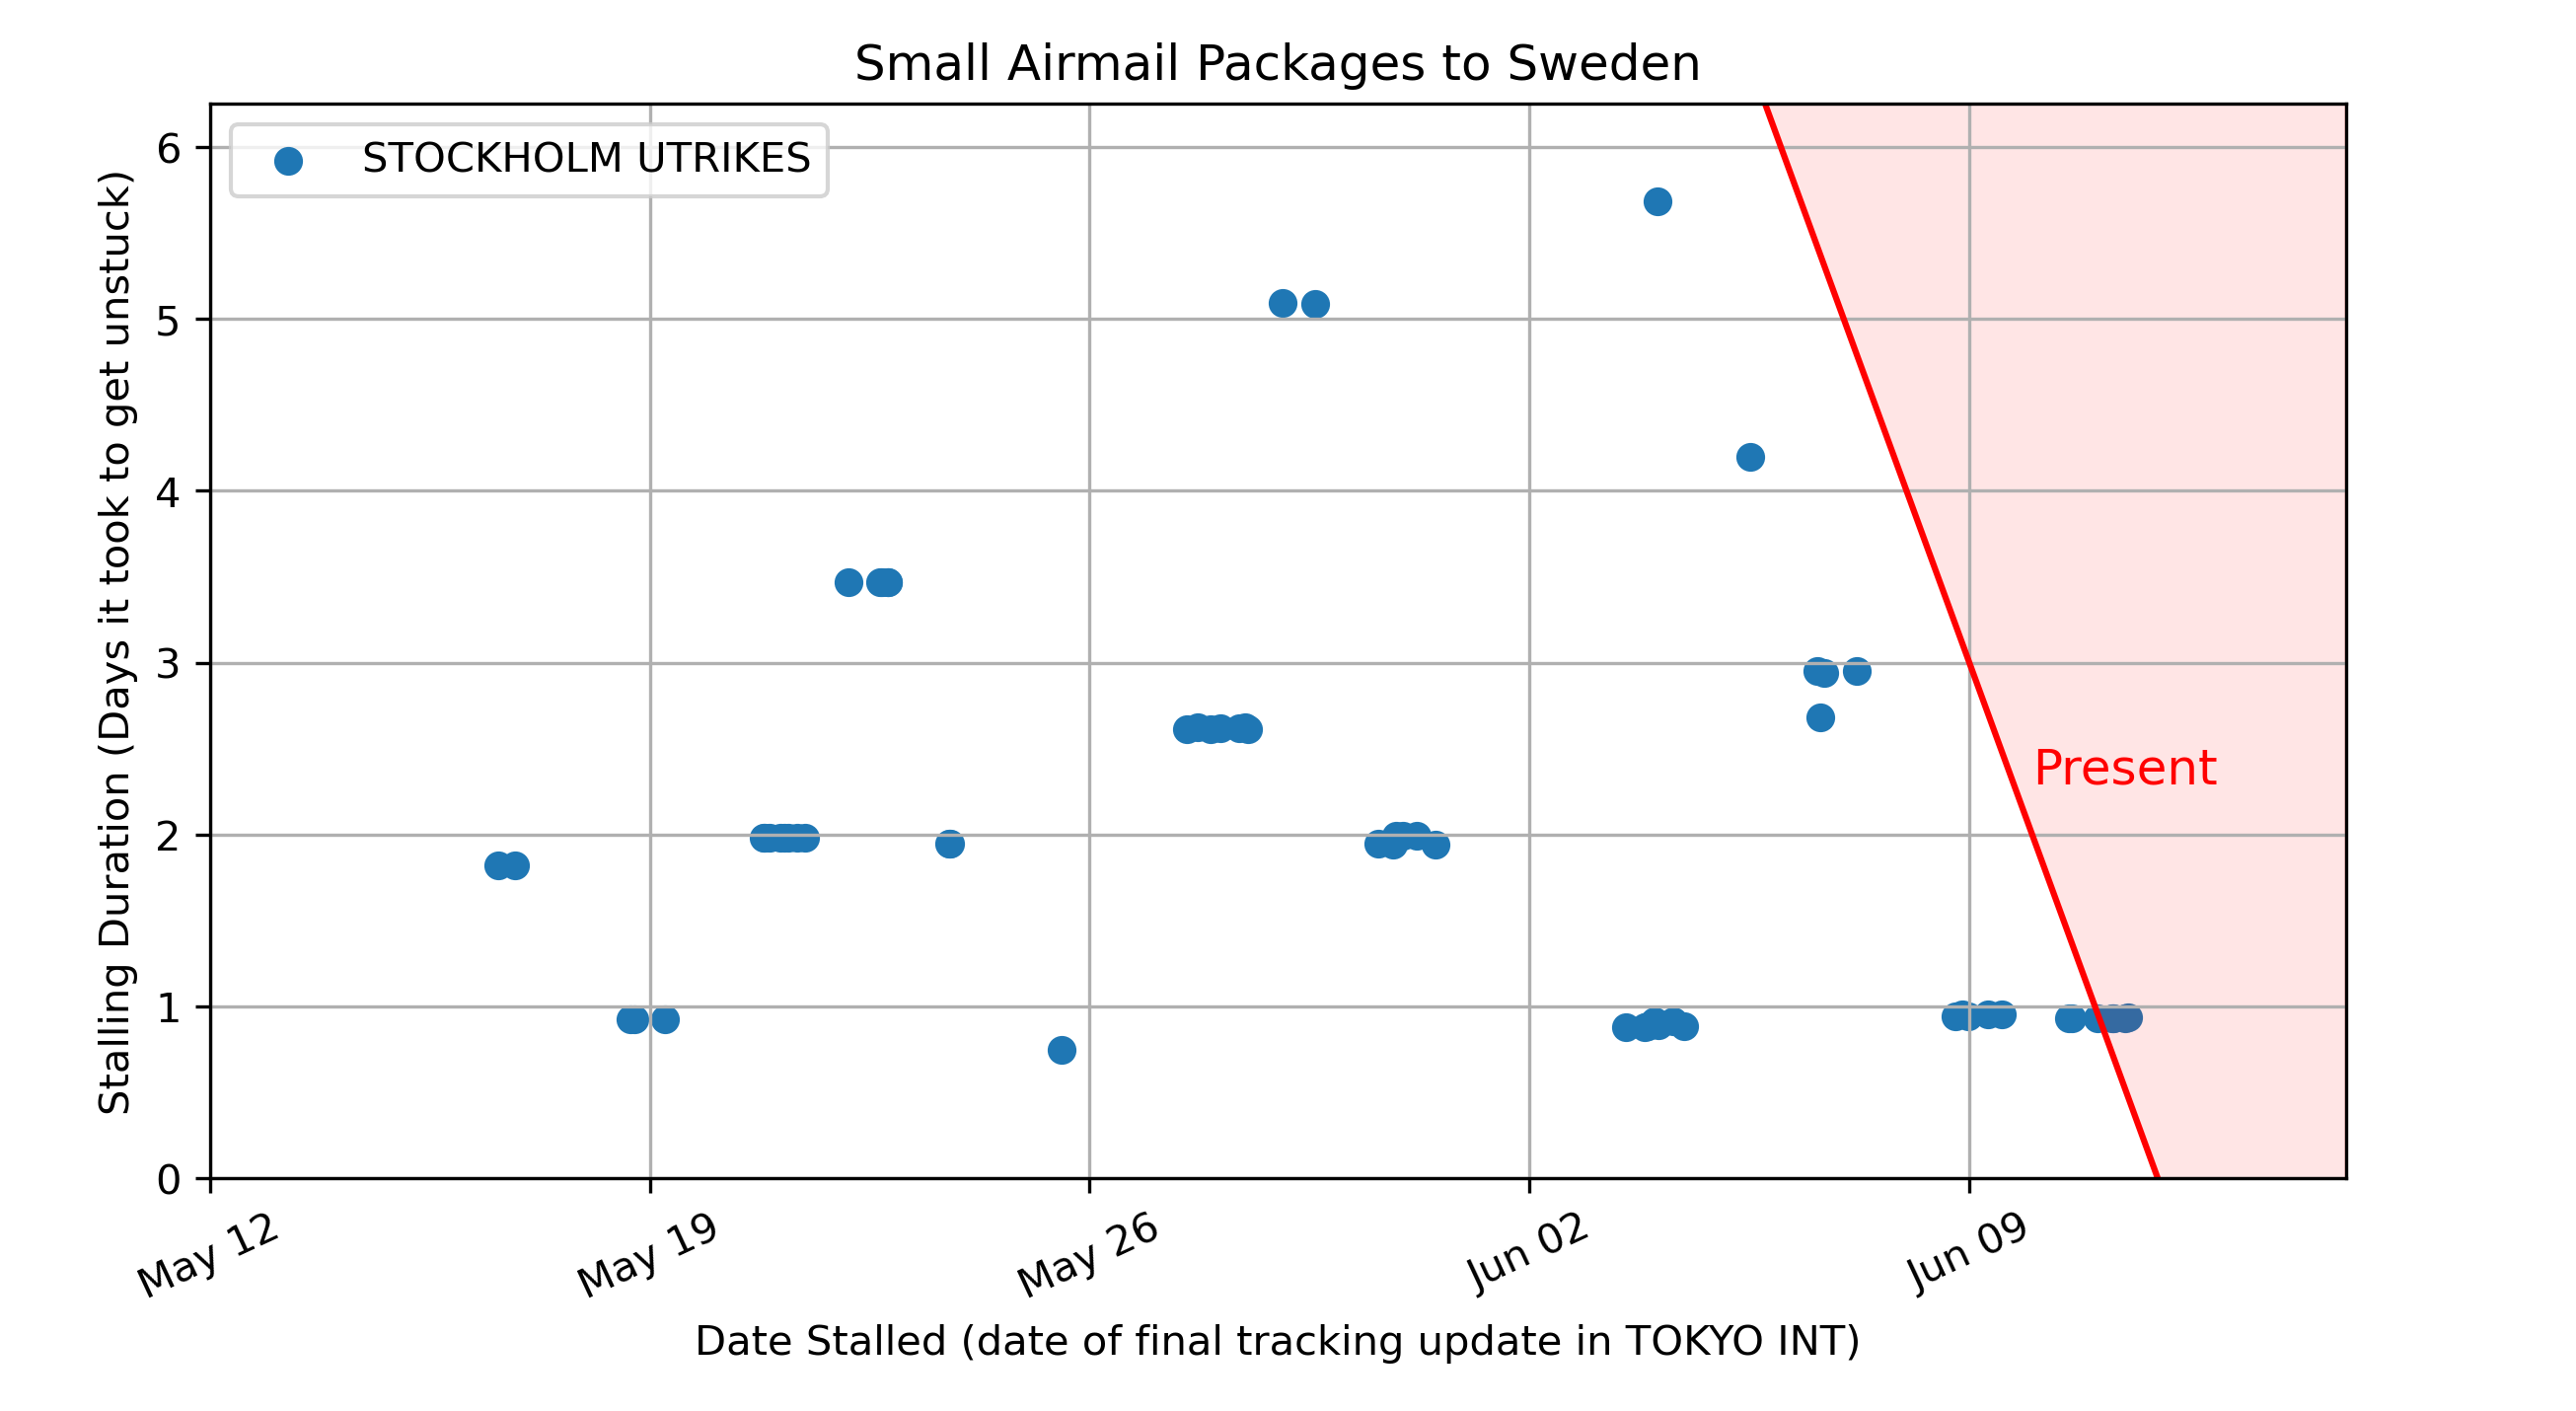 Small Airmail Packages to Sweden
STOCKHOLM UTRIKES
Stalling Duration (Days it took to get unstuck)
6
5
4
3
2
1
0
Present
May 12
May 19
May 26
Jun 02
Jun 09
Date Stalled (date of final tracking update in TOKYO INT)